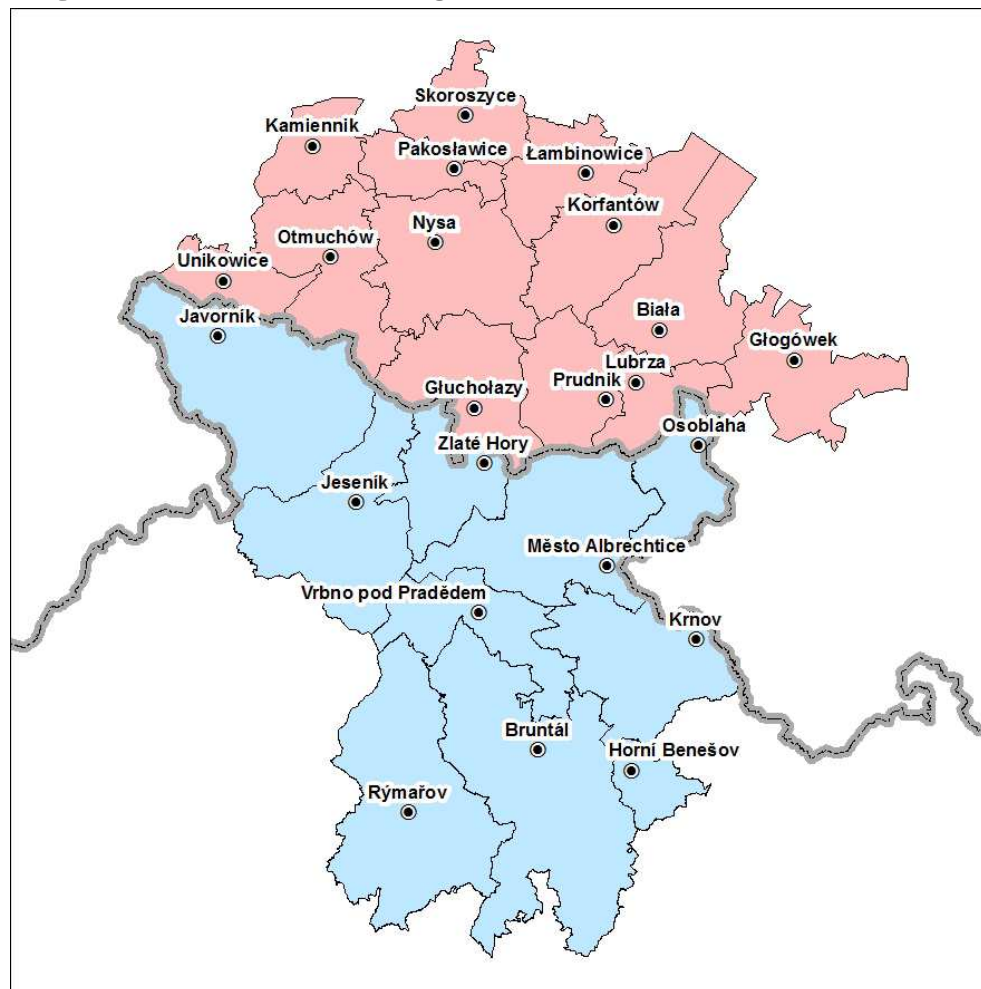 Skoroszyce
Kamiennik
Pakosławice
Łambinowice
Korfantów
Nysa
Otmuchów
Unikowice
Javorník
Biała
Głogówek
Lubrza
Prudnik
Głuchołazy
Osoblaha
Zlaté Hory
Jeseník
Město Albrechtice
Vrbno pod Pradědem
Krnov
Bruntál
Horní Benešov
Rýmařov